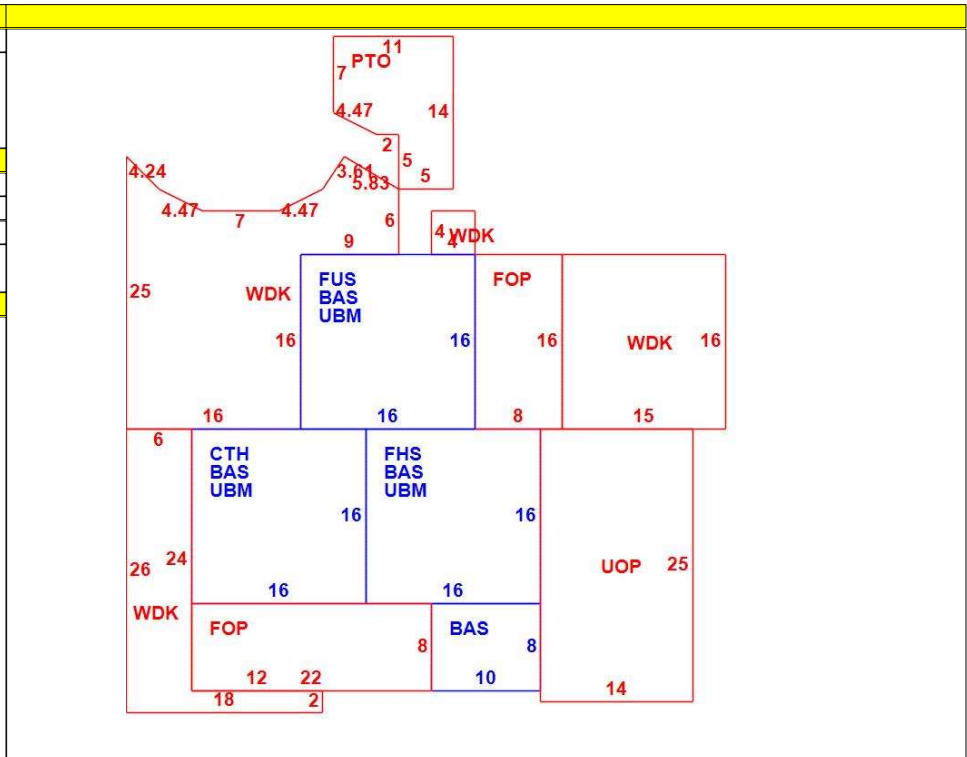 11
PTO
7
4.47
14
2
5
5
4.24
3.61
5.83
4.47
7
4.47
6
9
4
WDK
4
25
WDK
FUS
BAS
UBM
FOP
16
16
16
WDK
16
16
16
8
15
6
CTH
BAS
UBM
FHS
BAS
UBM
16
16
24
26
UOP
25
16
16
WDK
FOP
8
BAS
8
12
22
10
14
18
2